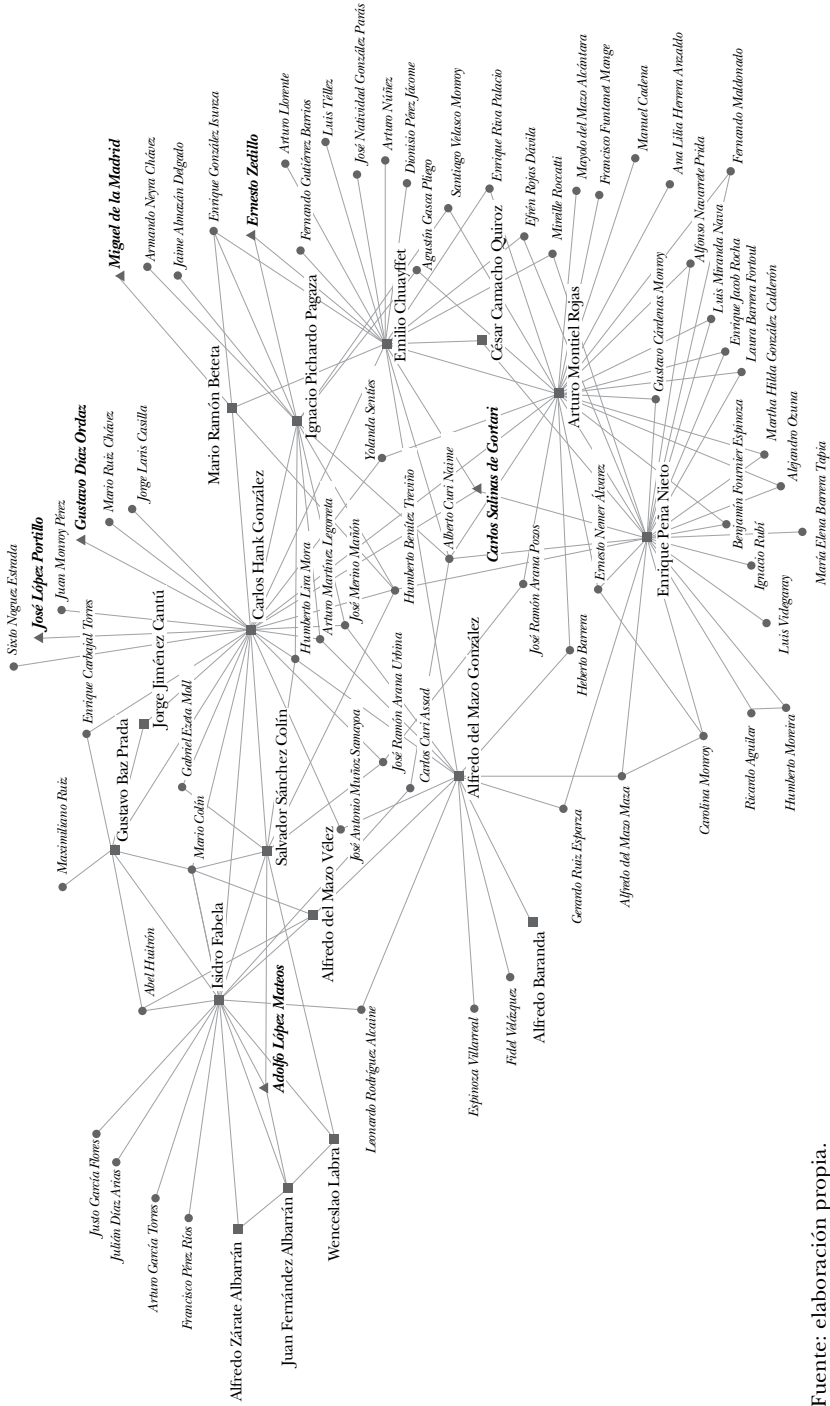 Sixto Noguez Estrada
José López Portillo
Juan Monroy Pérez
Gustavo Díaz Ordaz
Mario Ruiz Chávez
Jorge Laris Casilla
Miguel de la Madrid
Armando Neyra Chávez
Jaime Almazán Delgado
Enrique González Isunza
Ernesto Zedillo
Arturo Llorente
Fernando Gutiérrez Barrios
Luis Téllez
José Natividad González Parás
Arturo Núñez
Dionisio Pérez Jácome
Agustín Gasca Pliego
Santiago Velasco Monroy
Enrique Riva Palacio
Efrén Rojas Dávila
Mireille Roccatti
Mayolo del Mazo Alcántara
Francisco Funtanet Mange
Manuel Cadena
Ana Lilia Herrera Anzaldo
Alfonso Navarrete Prida
Fernando Maldonado
Maximiliano Ruiz
Enrique Carbajal Torres
Gustavo Baz Prada
Jorge Jiménez Cantú
Gabriel Ezeta Moll
Mario Colín
Carlos Hank González
Mario Ramón Beteta
Ignacio Pichardo Pagaza
Emilio Chuayffet
César Camacho Quiroz
Arturo Montiel Rojas
Yolanda Sentíes
Humberto Lira Mora
Arturo Martínez Legorreta
José Merino Mañón
Humberto Benítez Treviño
Alberto Curi Naime
Carlos Salinas de Gortari
José Ramón Arana Pozos
Ernesto Nemer Álvarez
Gustavo Cárdenas Monroy
Luis Miranda Nava
Enrique Jacob Rocha
Laura Barrera Fortoul
Martha Hilda González Calderón
Benjamín Fournier Espinoza
Alejandro Ozuna
Enrique Peña Nieto
Ignacio Rubí
María Elena Barrera Tapia
Luis Videgaray
Heberto Barrera
Abel Huitrón
Isidro Fabela
Salvador Sánchez Colín
Alfredo del Mazo Vélez
José Antonio Muñoz Samayoa
José Ramón Arana Urbina
Carlos Curi Assad
Alfredo del Mazo González
Gerardo Ruiz Esparza
Alfredo del Mazo Maza
Carolina Monroy
Ricardo Aguilar
Humberto Moreira
Adolfo López Mateos
Leonardo Rodríguez Alcaine
Espinoza Villarreal
Fidel Velázquez
Alfredo Baranda
Justo García Flores
Julián Díaz Arias
Arturo García Torres
Francisco Pérez Ríos
Alfredo Zárate Albarrán
Juan Fernández Albarrán
Wenceslao Labra
Fuente: elaboración propia.